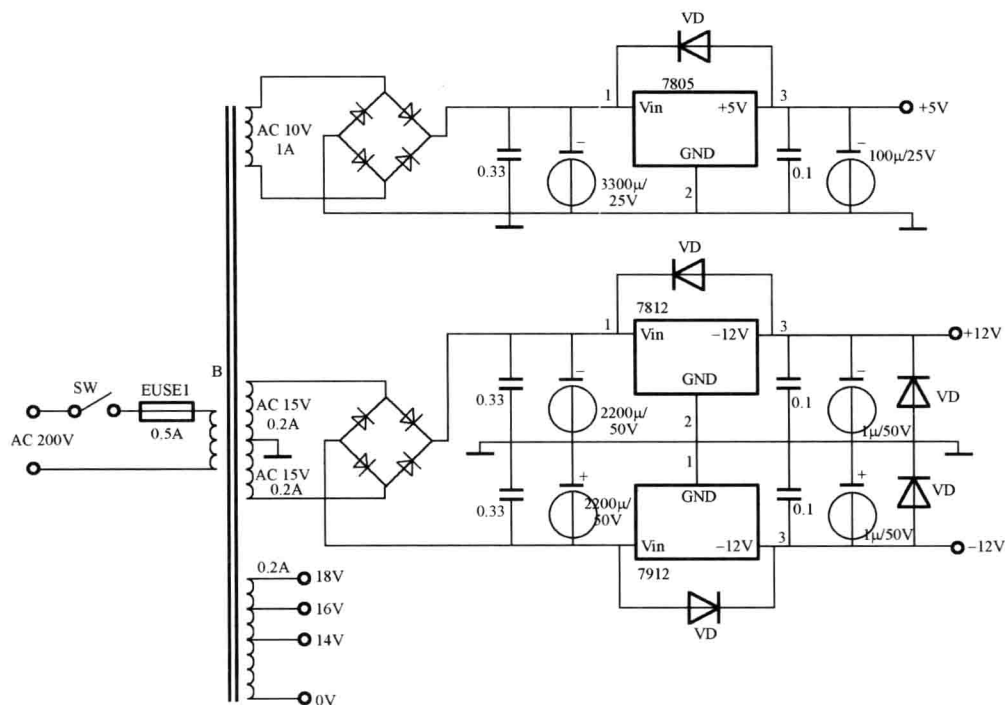 VD
7805
1
3
Vin
+5V
+5V
AC 10V
1A
GND
0.33
−
3300μ/
25V
2
0.1
−
100μ/25V
VD
7812
1
3
Vin
−12V
+12V
GND
B
SW
EUSE1
0.5A
AC 200V
AC 15V
0.2A
AC 15V
0.2A
0.33
−
2200μ/
50V
2
0.1
−
1μ/50V
VD
1
GND
0.33
+
2200μ/
50V
0.1
+
1μ/50V
VD
Vin
−12V
3
−12V
7912
VD
0.2A
18V
16V
14V
0V